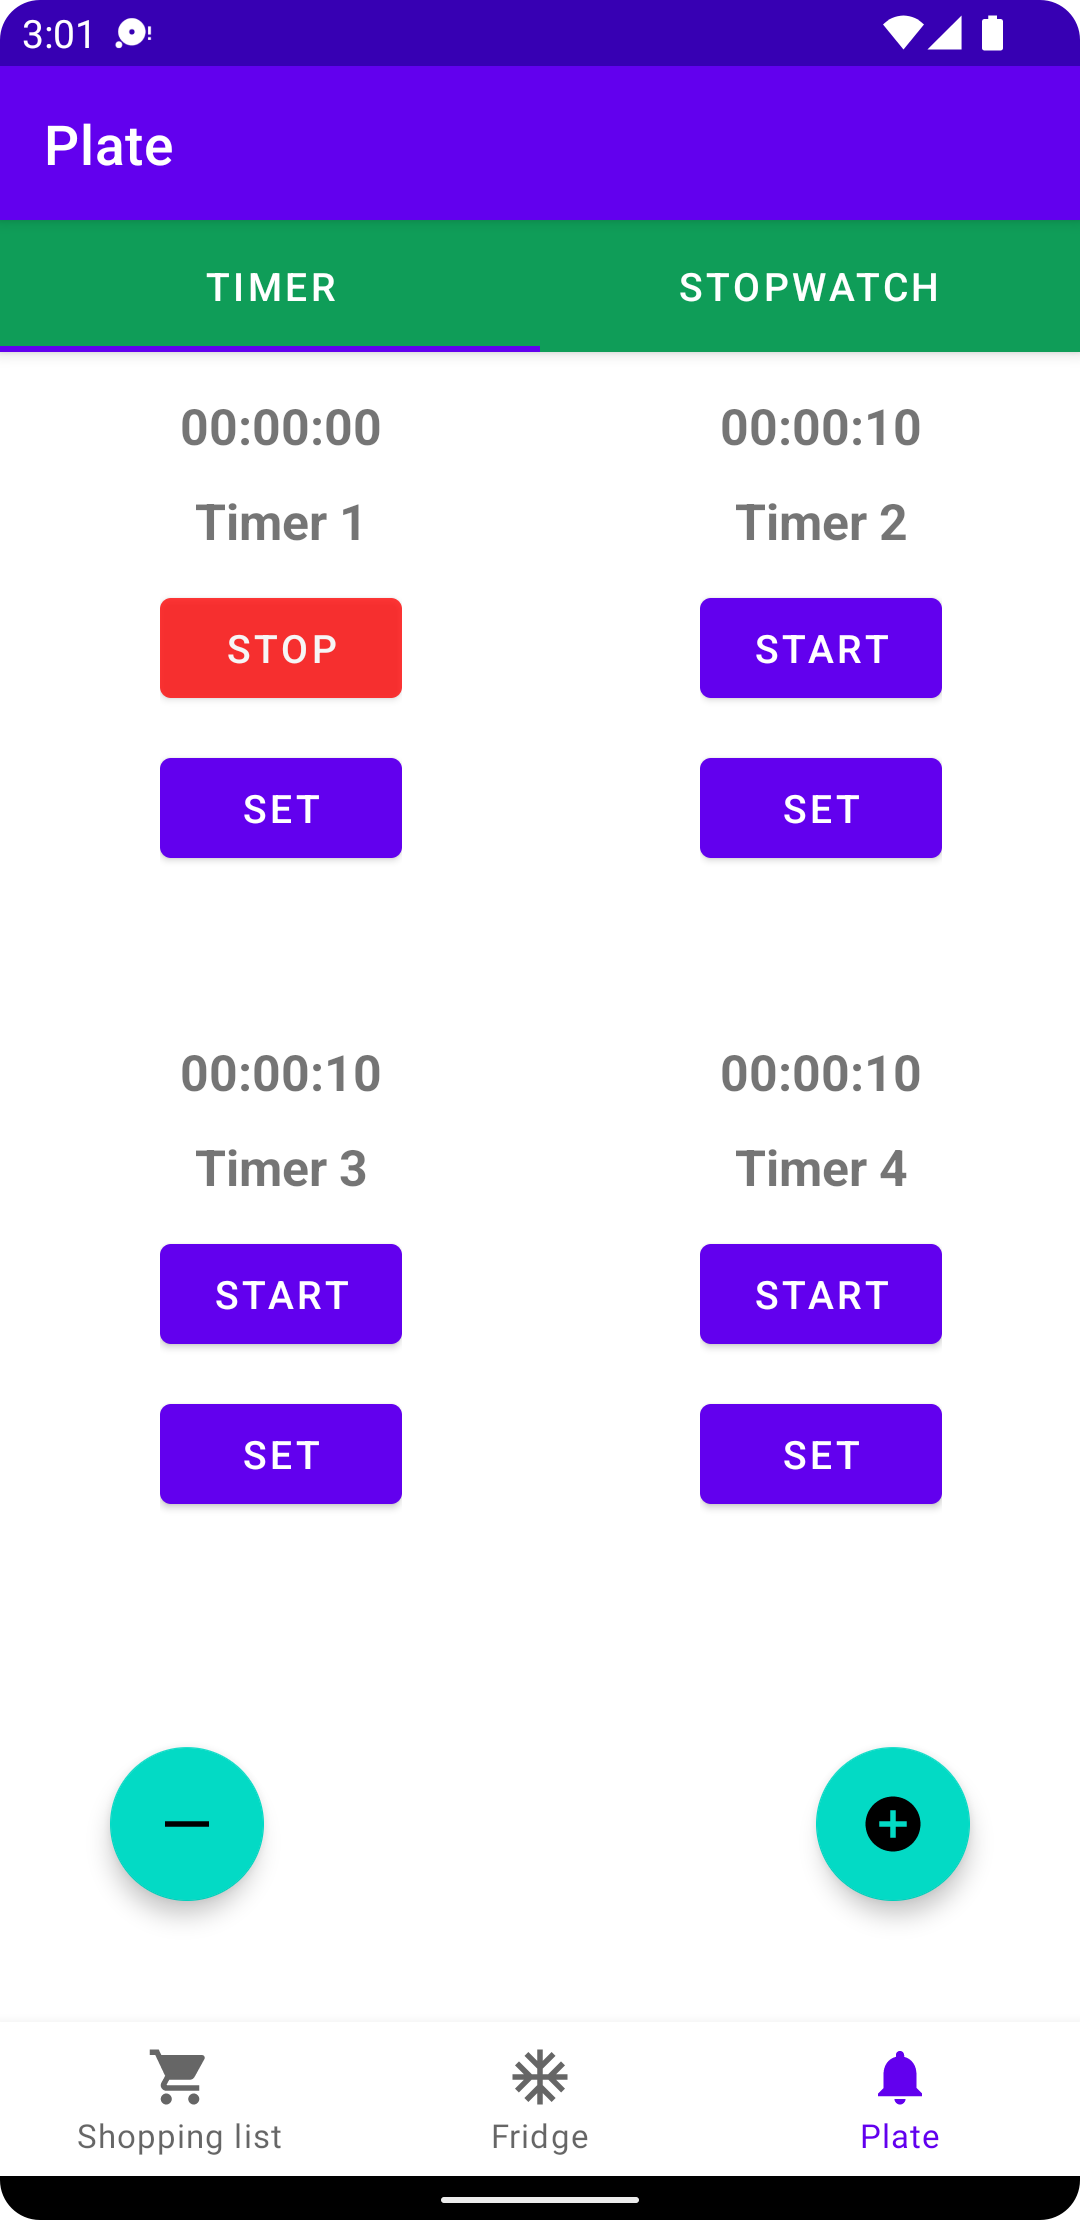 3:01
Plate
TIMER
STOPWATCH
00:00:00
00:00:10
Timer 1
Timer 2
STOP
START
SET
SET
00:00:10
00:00:10
Timer 3
Timer 4
START
START
SET
SET
Shopping list
Fridge
Plate